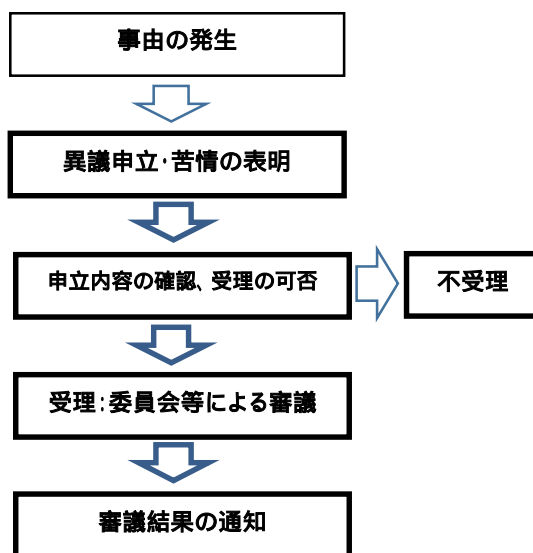 事由の発生
異議申立・苦情の表明
申立内容の確認、受理の可否
不受理
受理：委員会等による審議
審議結果の通知